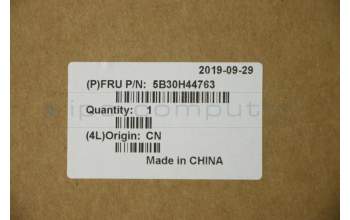 2019-09-29
(P)FRU P/N: 5B30H44763
Quantity: 1
(4L)Origin: CN
Made in CHINA